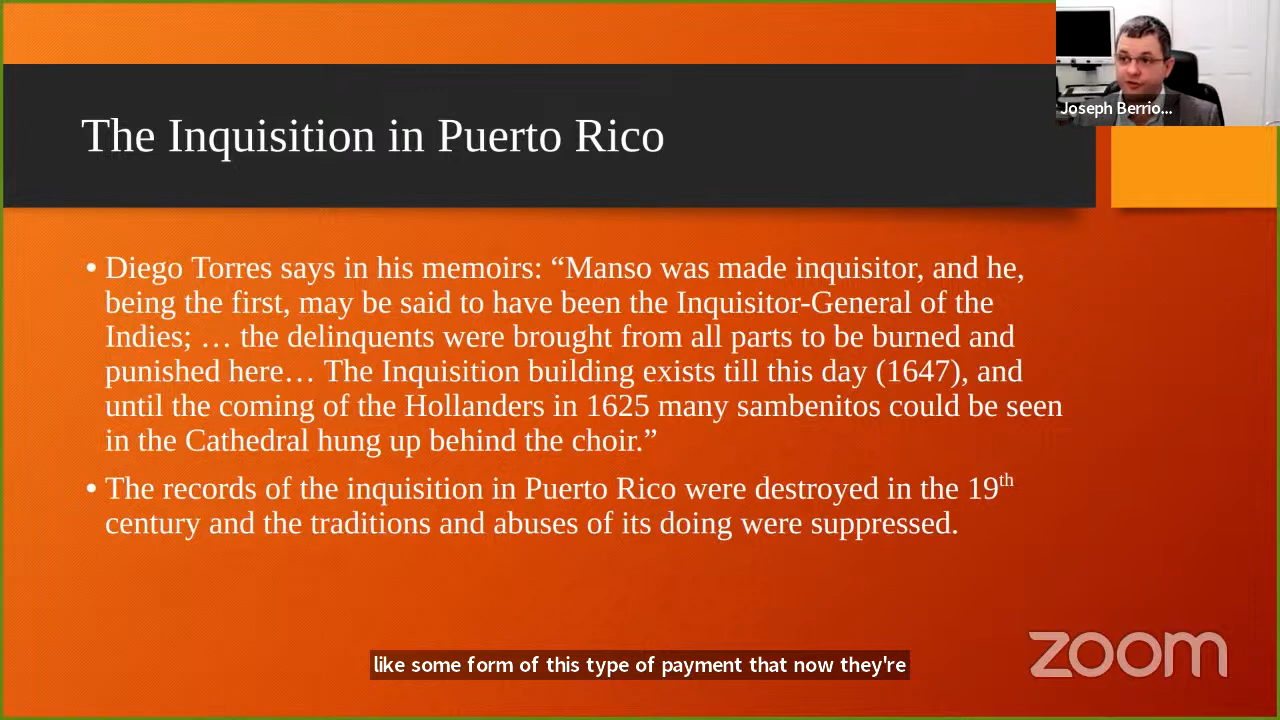 Joseph Berrio...
The Inquisition in Puerto Rico
• Diego Torres says in his memoirs: “Manso was made inquisitor, and he,
being the first, may be said to have been the Inquisitor-General of the
Indies; … the delinquents were brought from all parts to be burned and
punished here… The Inquisition building exists till this day (1647), and
until the coming of the Hollanders in 1625 many sambenitos could be seen
in the Cathedral hung up behind the choir.”
• The records of the inquisition in Puerto Rico were destroyed in the 19th
century and the traditions and abuses of its doing were suppressed.
like some form of this type of payment that now they're
zoom